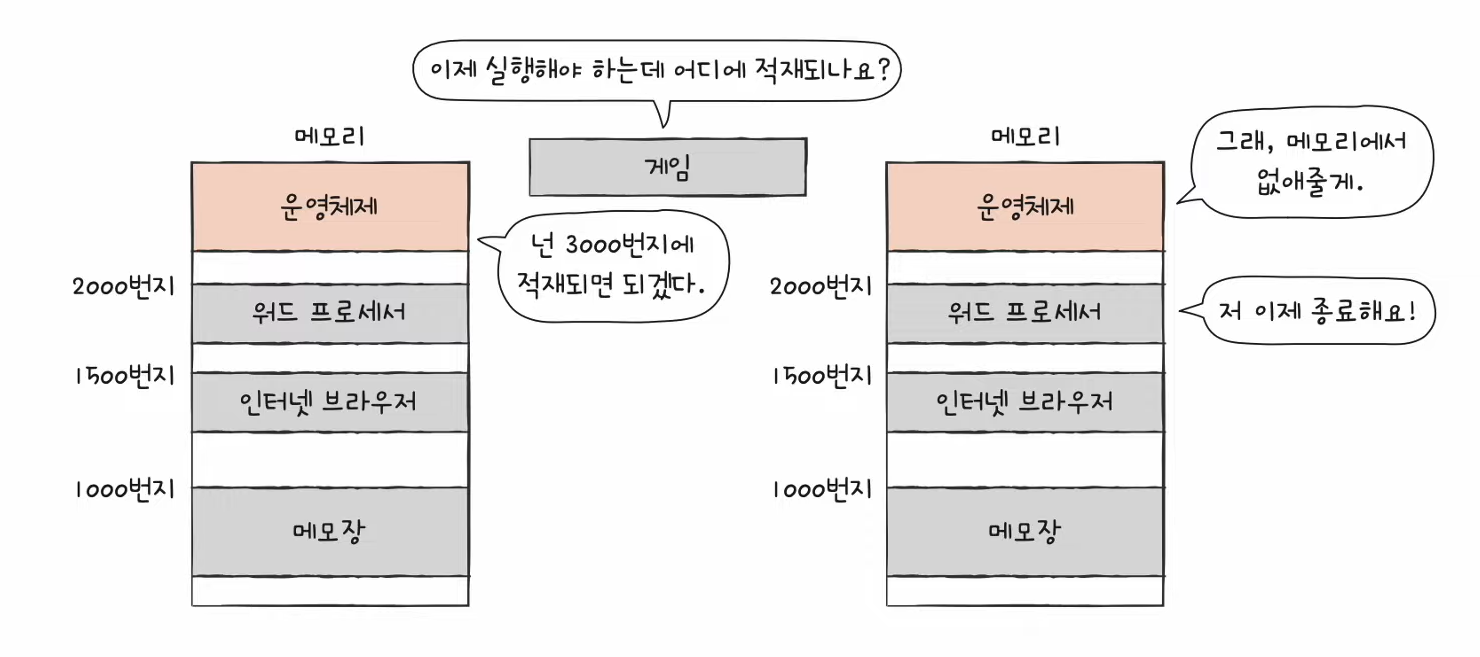 이제 실행해야 하는데 어디에 적재되나요?
메모리
게임
운영체제
넌 3000번지에
적재되면 되겠다.
2000번지
워드 프로세서
1500번지
인터넷 브라우저
1000번지
메모장
메모리
그래, 메모리에서
없애줄게.
운영체제
2000번지
워드 프로세서
저 이제 종료해요!
1500번지
인터넷 브라우저
1000번지
메모장